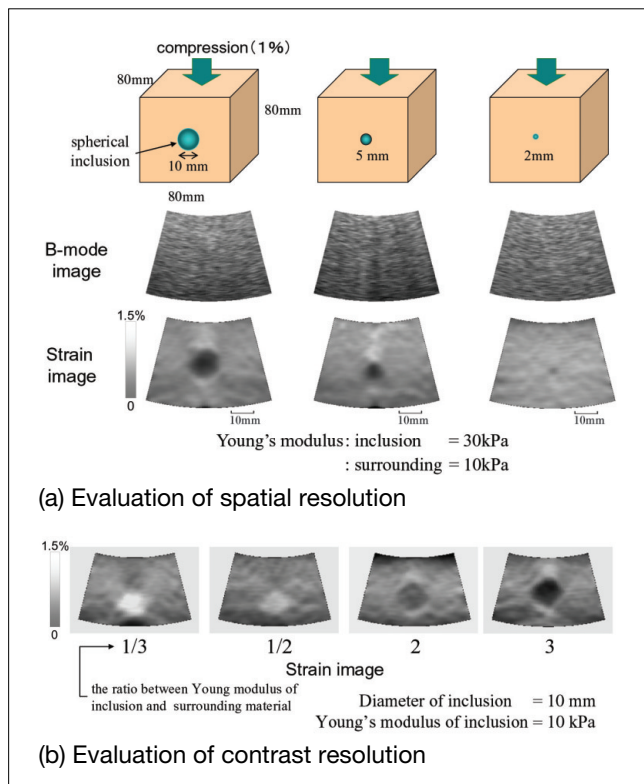 compression(1%)
80mm
80mm
spherical
inclusion
10 mm
5 mm
2mm
80mm
B-mode
image
1.5%
Strain
image
0
10mm
10mm
10mm
Young's modulus: inclusion = 30kPa
: surrounding = 10kPa
(a) Evaluation of spatial resolution
1.5%
0
1/3
1/2
2
3
Strain image
the ratio between Young modulus of
inclusion and surrounding material
Diameter of inclusion = 10 mm
Young's modulus of inclusion = 10 kPa
(b) Evaluation of contrast resolution